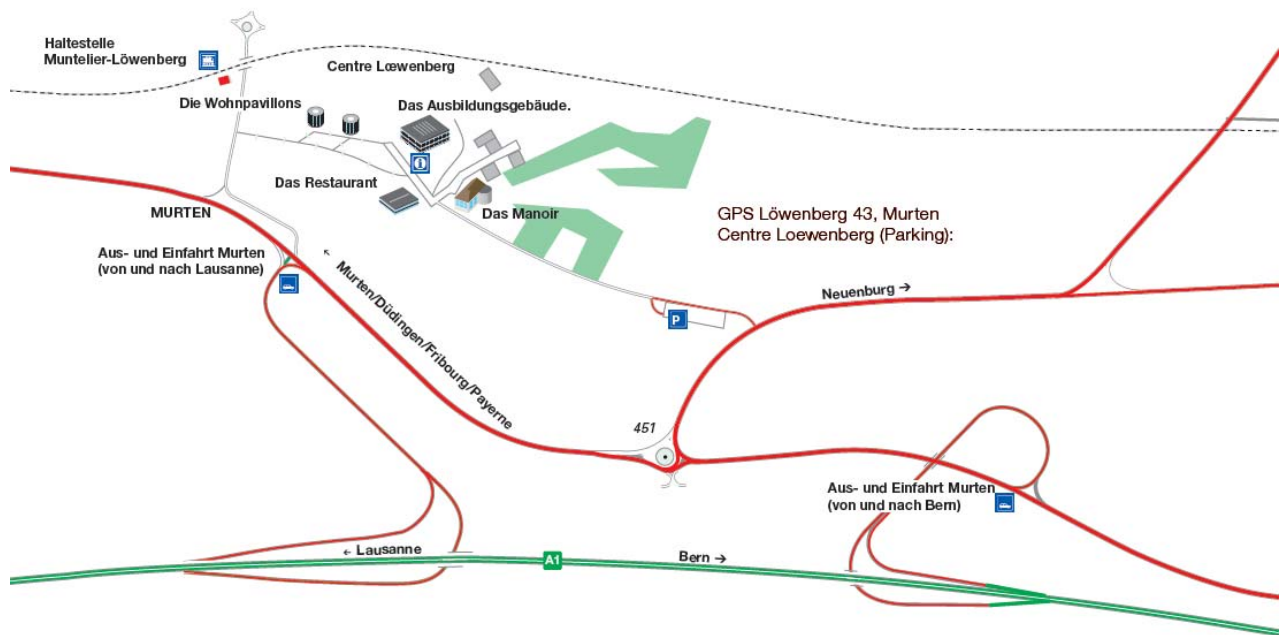 Haltestelle
Muntelier-Löwenberg
Centre Lœwenberg
Die Wohnpavillons
Das Ausbildungsgebäude.
Das Restaurant
Das Manoir
MURTEN
GPS Löwenberg 43, Murten
Centre Loewenberg (Parking):
Aus- und Einfahrt Murten
(von und nach Lausanne)
Murten/Düdingen/Fribourg/Payerne
Neuenburg →
P
451
Aus- und Einfahrt Murten
(von und nach Bern)
← Lausanne
A1
Bern →